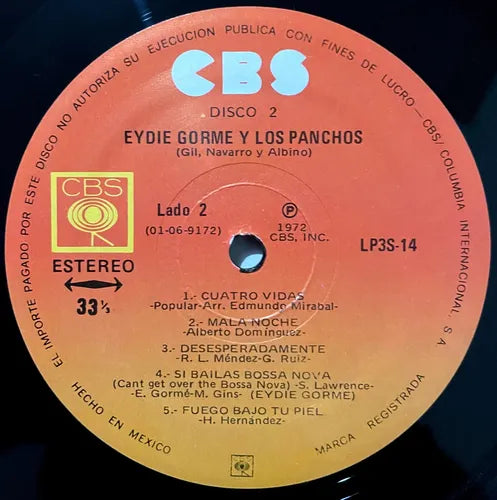 EL IMPORTE PAGADO POR ESTE DISCO NO AUTORIZA SU EJECUCION PUBLICA CON FINES DE LUCRO—CBS/COLUMBIA INTERNACIONAL, S.A.
CBS
DISCO 2
EYDIE GORME Y LOS PANCHOS
(Gil, Navarro y Albino)
CBS
ESTEREO
33 ⅓
Lado 2
(01-06-9172)
Ⓟ
1972
CBS, INC.
LP3S-14
1.- CUATRO VIDAS
-Popular-Arr. Edmundo Mirabal-
2.- MALA NOCHE
-Alberto Domínguez-
3.- DESESPERADAMENTE
-R. L. Méndez-G. Ruiz-
4.- SI BAILAS BOSSA NOVA
(Cant get over the Bossa Nova) -S. Lawrence-
-E. Gormé-M. Gins- (EYDIE GORME)
5.- FUEGO BAJO TU PIEL
-H. Hernández-
HECHO EN MEXICO
MARCA REGISTRADA